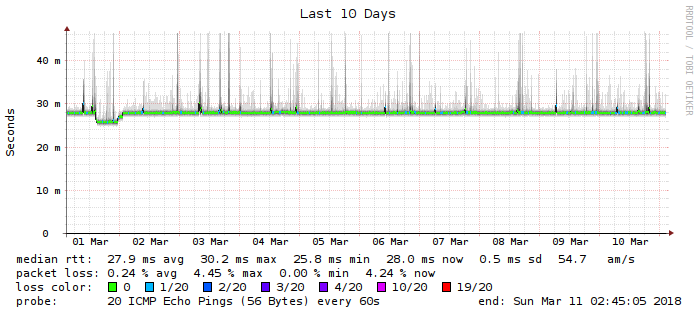 Last 10 Days
RRDTOOL / TOBI OETIKER
Seconds
40 m
30 m
20 m
10 m
0
01 Mar 02 Mar 03 Mar 04 Mar 05 Mar 06 Mar 07 Mar 08 Mar 09 Mar 10 Mar
median rtt: 27.9 ms avg 30.2 ms max 25.8 ms min 28.0 ms now 0.5 ms sd 54.7 am/s
packet loss: 0.24 % avg 4.45 % max 0.00 % min 4.24 % now
loss color: 0 1/20 2/20 3/20 4/20 10/20 19/20
probe: 20 ICMP Echo Pings (56 Bytes) every 60s end: Sun Mar 11 02:45:05 2018